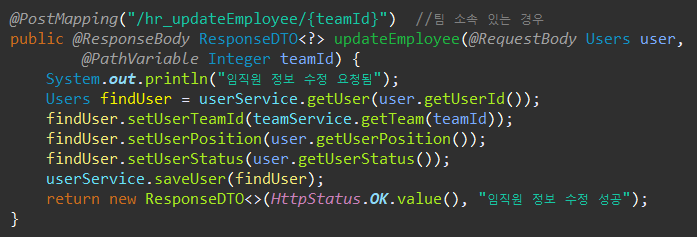 @PostMapping("/hr_updateEmployee/{teamId}")  //팀 소속 있는 경우
public @ResponseBody ResponseDTO<?> updateEmployee(@RequestBody Users user,
        @PathVariable Integer teamId) {
    System.out.println("임직원 정보 수정 요청됨");
    Users findUser = userService.getUser(user.getUserId());
    findUser.setUserTeamId(teamService.getTeam(teamId));
    findUser.setUserPosition(user.getUserPosition());
    findUser.setUserStatus(user.getUserStatus());
    userService.saveUser(findUser);
    return new ResponseDTO<>(HttpStatus.OK.value(), "임직원 정보 수정 성공");
}